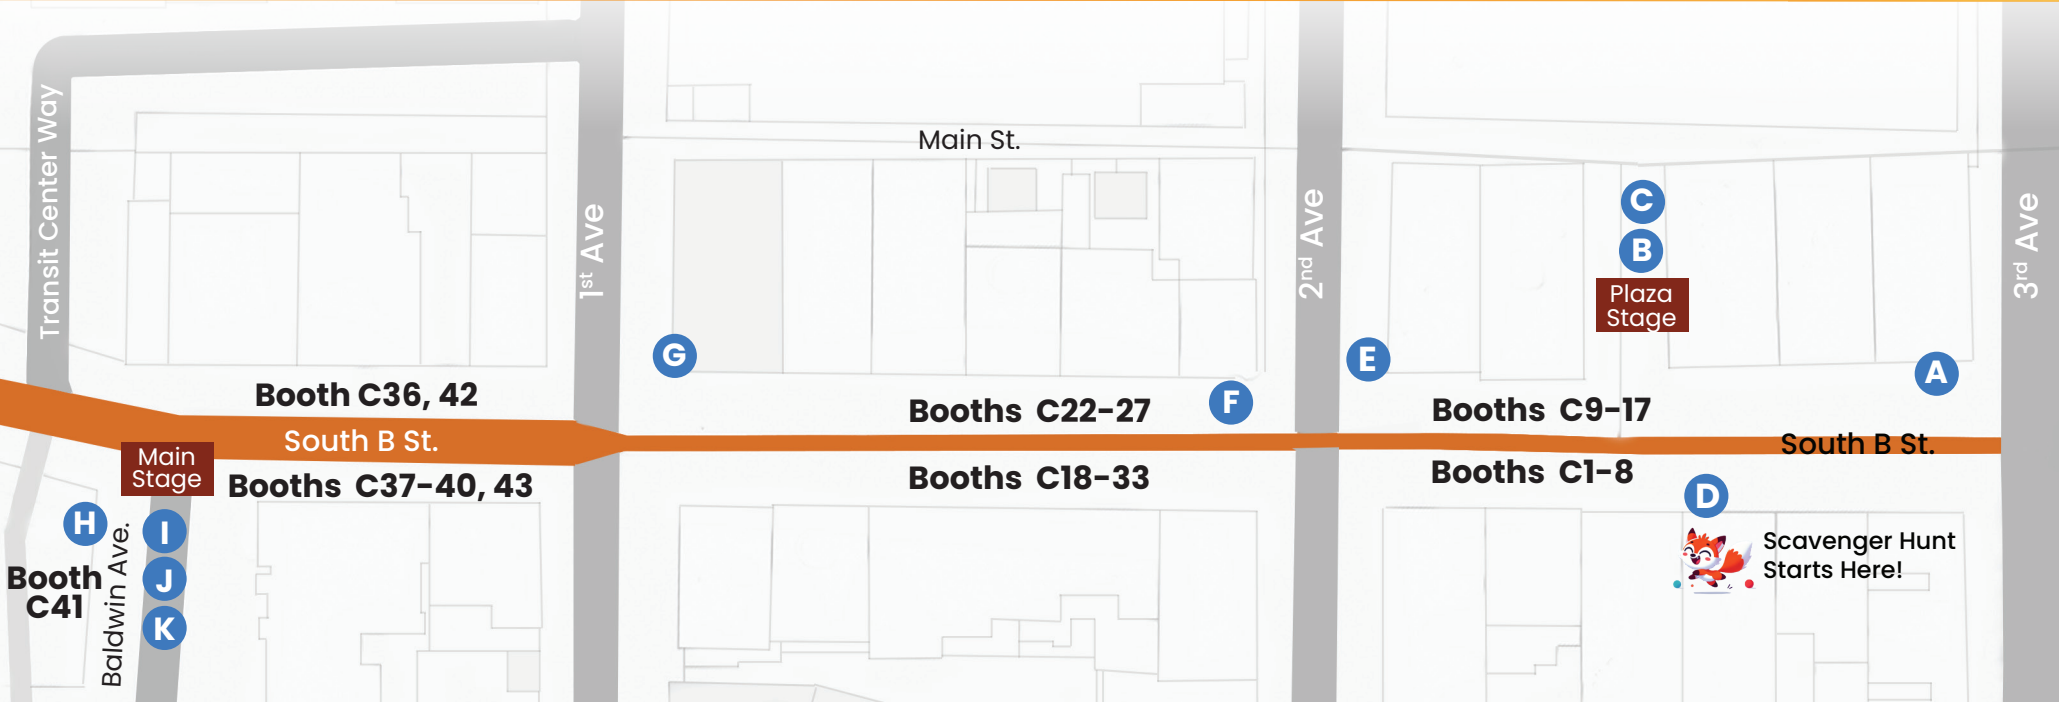 Transit Center Way
1st Ave
Main St.
2nd Ave
3rd Ave
C
B
Plaza
Stage
G
E
A
F
Booth C36, 42
Booths C22-27
Booths C9-17
South B St.
South B St.
Main
Stage
Booths C37-40, 43
Booths C18-33
Booths C1-8
D
H
I
J
K
Baldwin Ave.
Booth
C41
Scavenger Hunt
Starts Here!